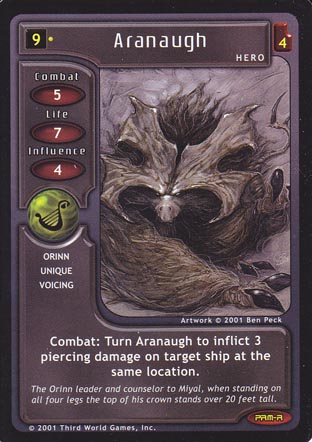 9
Aranaugh
4
HERO
Combat
5
Life
7
Influence
4
ORINN
UNIQUE
VOICING
Artwork © 2001 Ben Peck
Combat: Turn Aranaugh to inflict 3
piercing damage on target ship at the
same location.
The Orinn leader and counselor to Miyal, when standing on
all four legs the top of his crown stands over 20 feet tall.
PRM-R
© 2001 Third World Games, Inc.